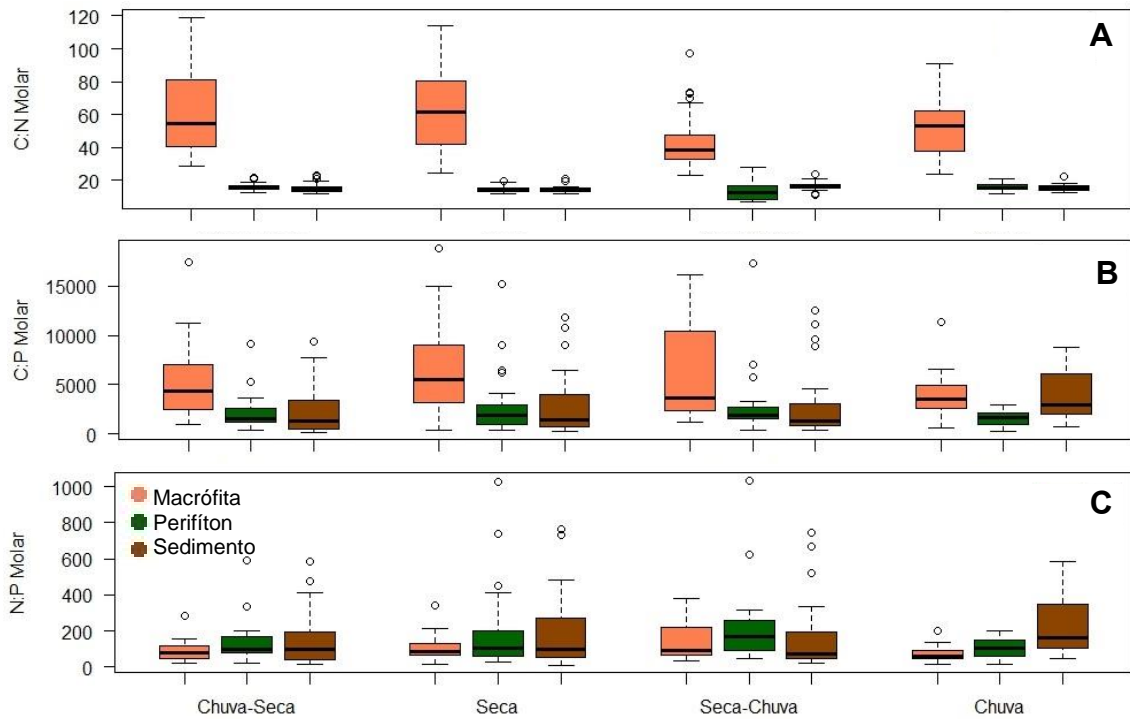 A
C:N Molar
120
100
80
60
40
20
B
C:P Molar
15000
10000
5000
0
C
N:P Molar
1000
800
600
400
200
0
Macrófita
Perifíton
Sedimento
Chuva-Seca Seca Seca-Chuva Chuva